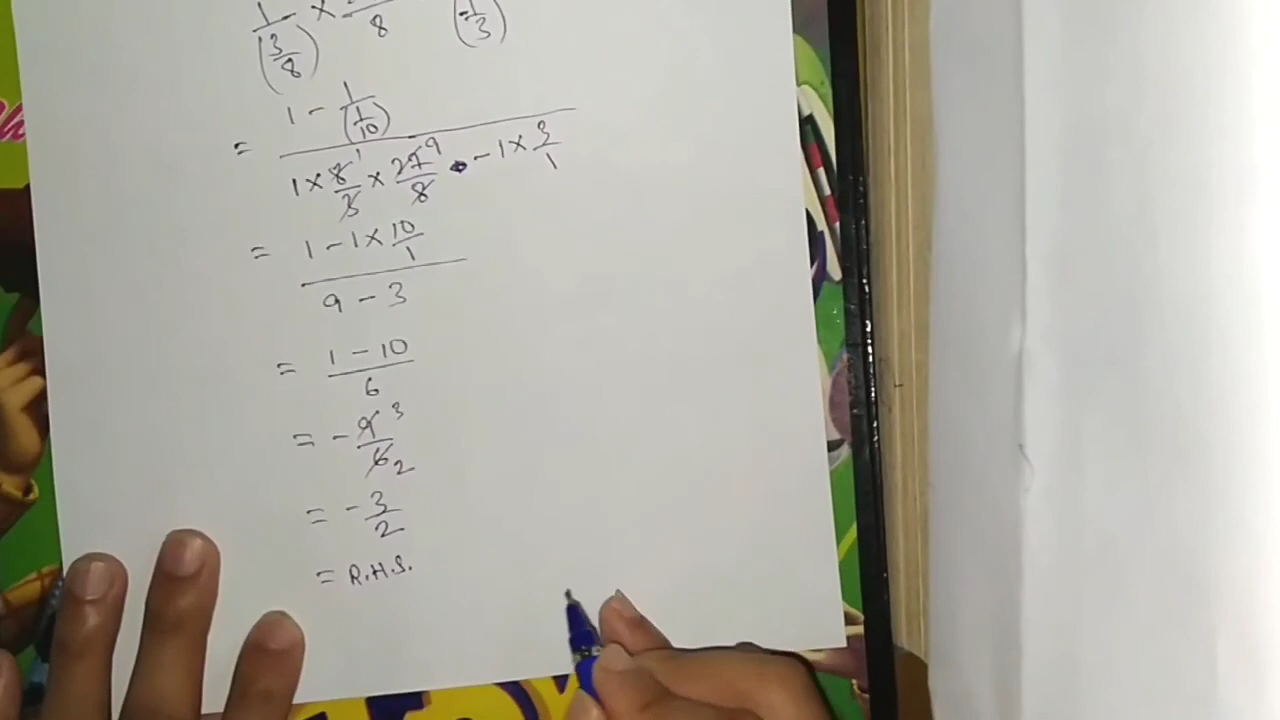 1/(3/8) × /8 (-1/3)
= (1 - 1/(1/10)) / (1 × 8/3 × 27/8 - 1 × 3/1)
= (1 - 1 × 10/1) / (9 - 3)
= (1 - 10) / 6
= - 9/6
= - 3/2
= R.H.S.